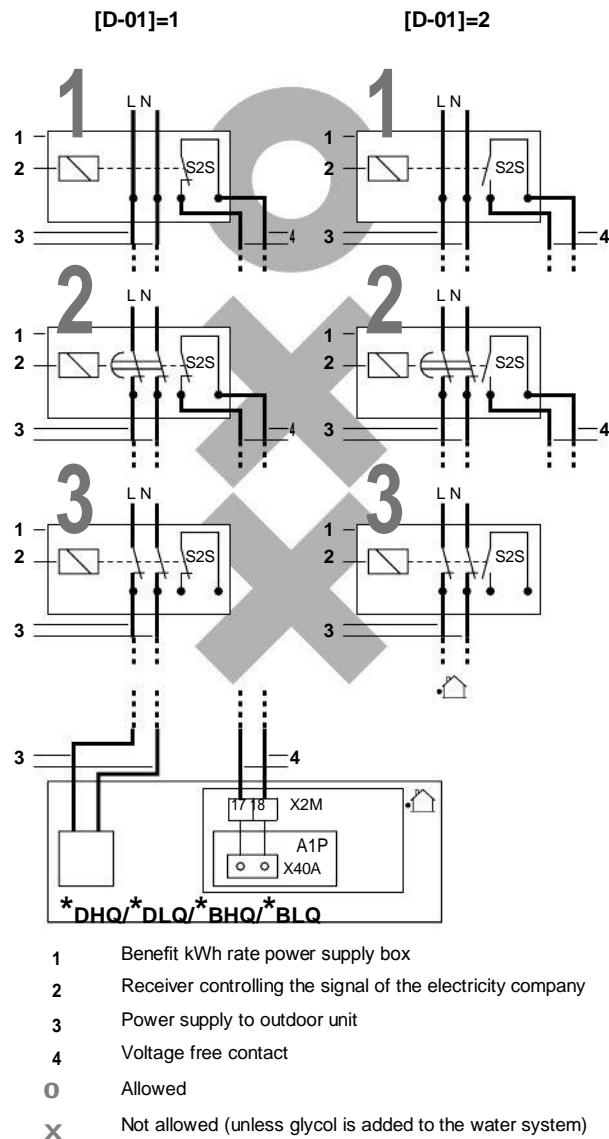 [D-01]=1 [D-01]=2
1 1
L N L N
1 1
2 S2S 2 S2S
3 4 3 4
2 2
L N L N
1 1
2 S2S 2 S2S
3 4 3 4
3 3
L N L N
1 1
2 S2S 2 S2S
3 3
3 4
17 18 X2M
A1P
X40A
*DHQ/*DLQ/*BHQ/*BLQ
1 Benefit kWh rate power supply box
2 Receiver controlling the signal of the electricity company
3 Power supply to outdoor unit
4 Voltage free contact
O Allowed
X Not allowed (unless glycol is added to the water system)